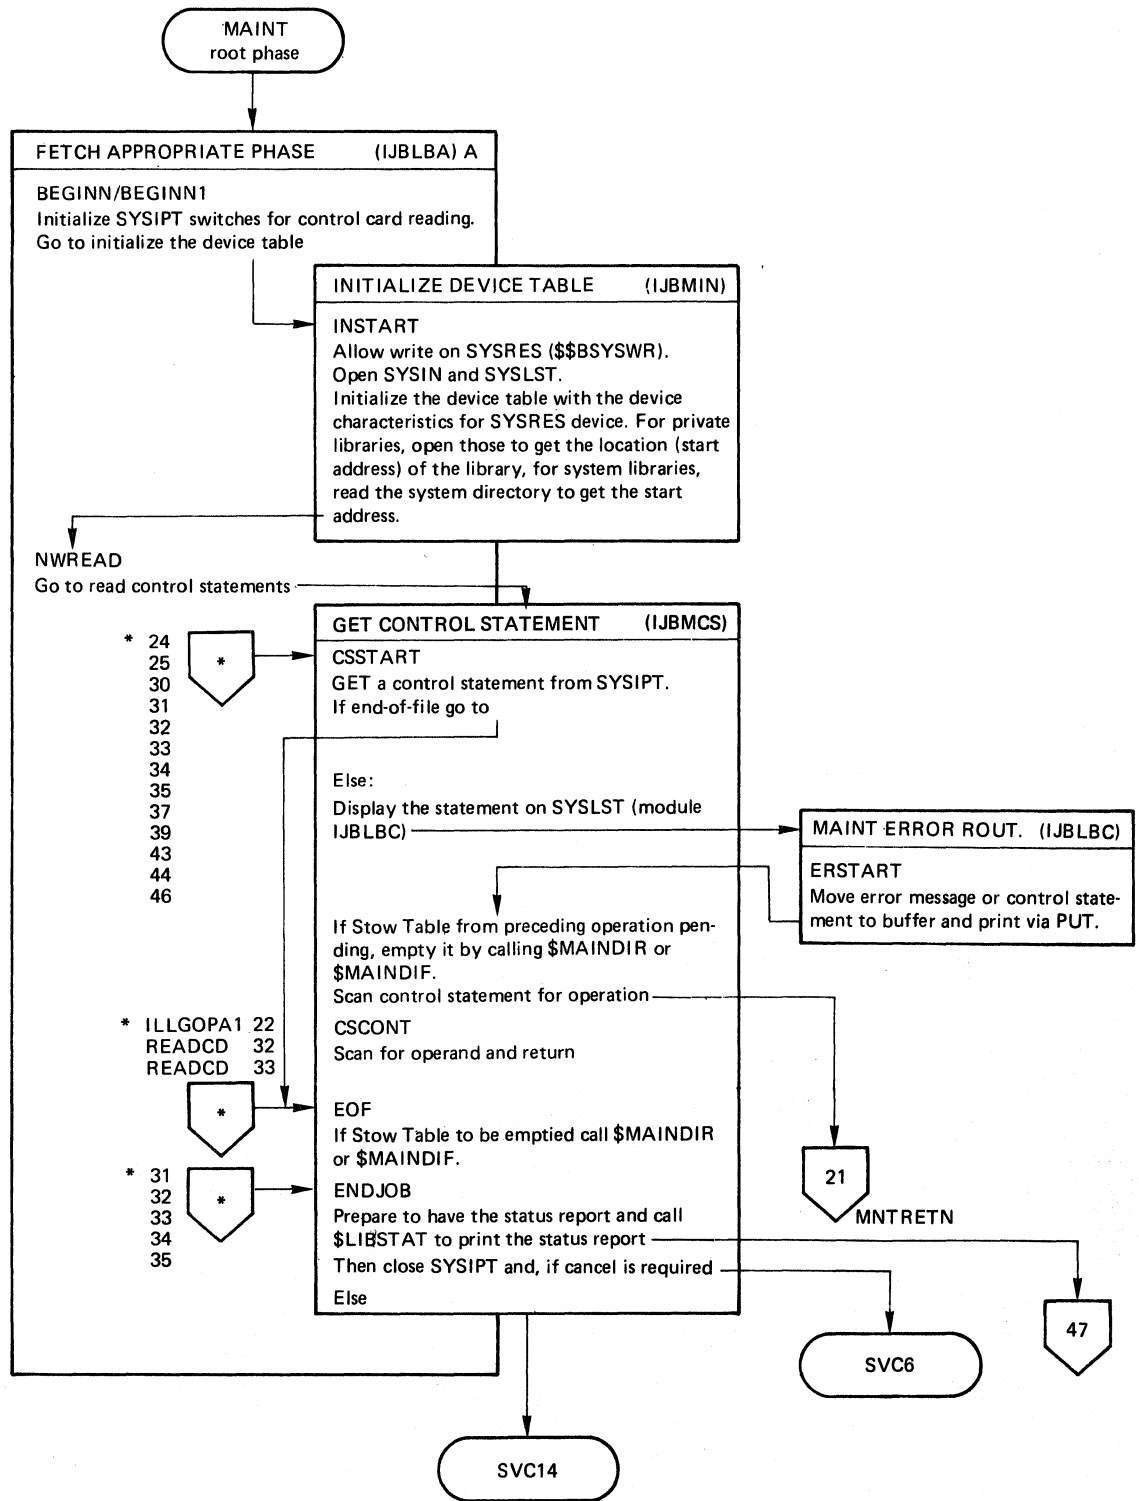 MAINT
root phase
FETCH APPROPRIATE PHASE (IJBLBA) A
BEGINN/BEGINN1
Initialize SYSIPT switches for control card reading.
Go to initialize the device table
INITIALIZE DEVICE TABLE (IJBMIN)
INSTART
Allow write on SYSRES ($$BSYSWR).
Open SYSIN and SYSLST.
Initialize the device table with the device
characteristics for SYSRES device. For private
libraries, open those to get the location (start
address) of the library, for system libraries,
read the system directory to get the start
address.
NWREAD
Go to read control statements
GET CONTROL STATEMENT (IJBMCS)
* 24
25
30
31
32
33
34
35
37
39
43
44
46
*
CSSTART
GET a control statement from SYSIPT.
If end-of-file go to
Else:
Display the statement on SYSLST (module
IJBLBC)
MAINT ERROR ROUT. (IJBLBC)
ERSTART
Move error message or control state-
ment to buffer and print via PUT.
If Stow Table from preceding operation pen-
ding, empty it by calling $MAINDIR or
$MAINDIF.
Scan control statement for operation
CSCONT
Scan for operand and return
* ILLGOPA1 22
READCD 32
READCD 33
*
EOF
If Stow Table to be emptied call $MAINDIR
or $MAINDIF.
21
MNTRETN
* 31
32
33
34
35
*
ENDJOB
Prepare to have the status report and call
$LIBSTAT to print the status report
Then close SYSIPT and, if cancel is required
Else
47
SVC6
SVC14